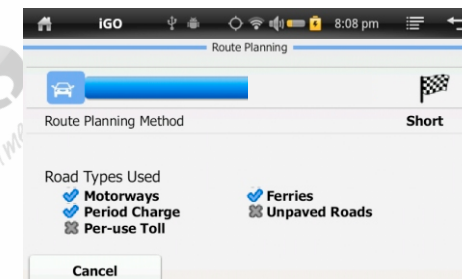 iGO 8:08 pm
Route Planning
Route Planning Method Short
Road Types Used
Motorways Ferries
Period Charge Unpaved Roads
Per-use Toll
Cancel